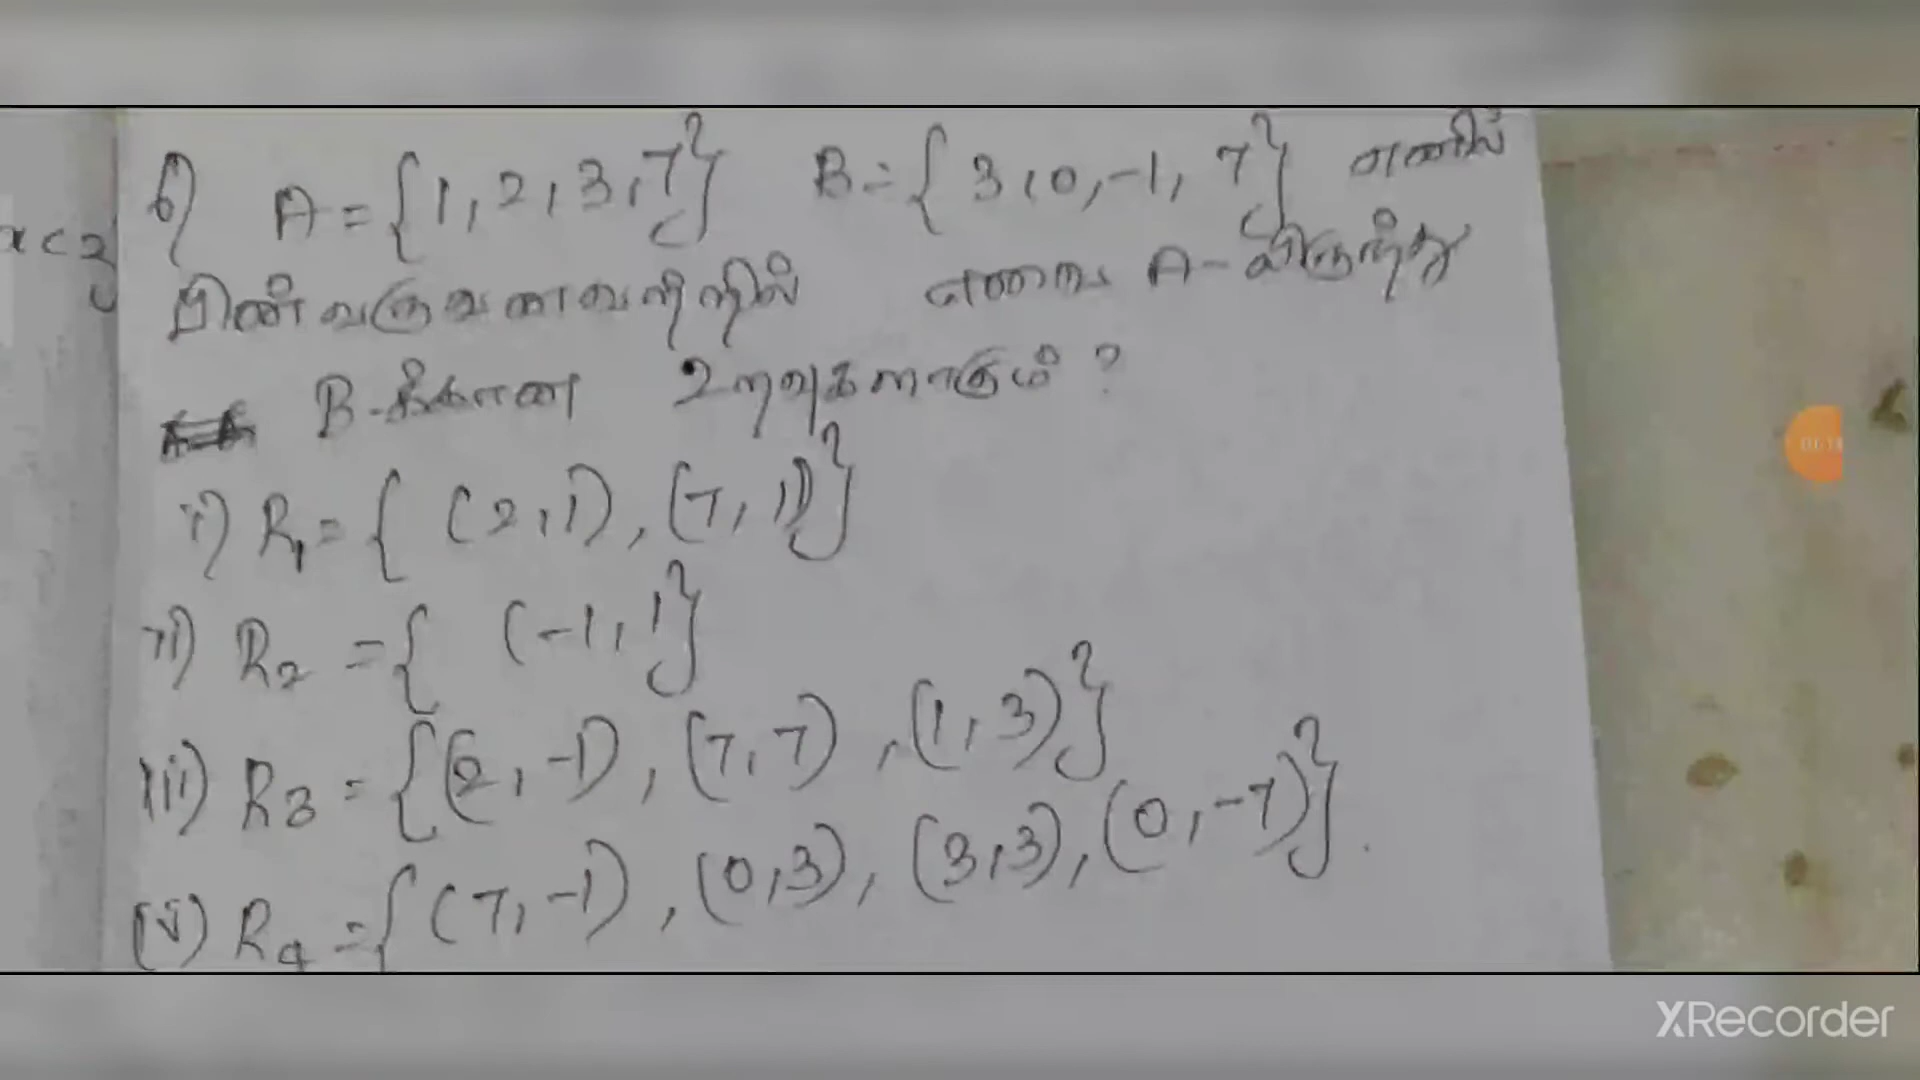 x<2}
6) A = {1, 2, 3, 7} B = { 3, 0, -1, 7} எனில்
பின்வருவனவற்றில் எவை A-விருந்து
B-க்கான உறவுகளாகும் ?
i) R1 = { (2, 1), (7, 1)}
ii) R2 = { (-1, 1}
iii) R3 = {(2, -1), (7, 7), (1, 3)}
(v) R4 = {(7, -1), (0, 3), (3, 3), (0, -7)}.
XRecorder